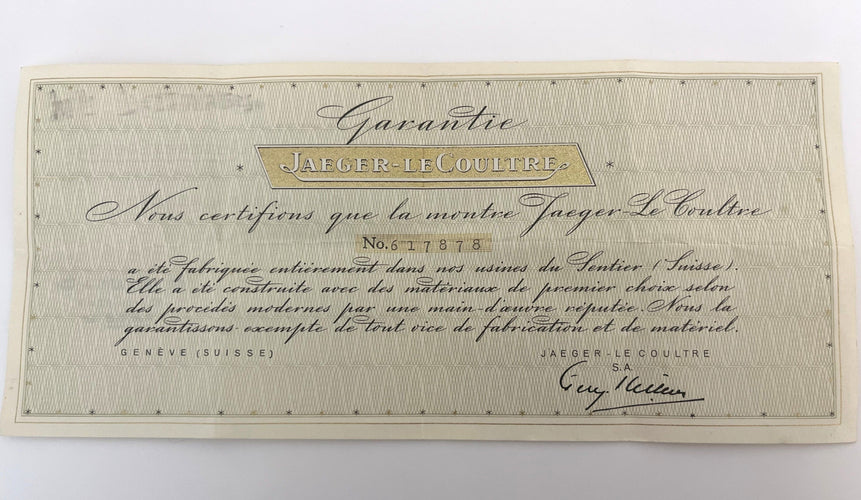 Garantie
JAEGER-LECOULTRE
Nous certifions que la montre Jaeger-LeCoultre
No. 617878
a été fabriquée entièrement dans nos usines du Sentier (Suisse).
Elle a été construite avec des matériaux de premier choix selon
des procédés modernes par une main-d'œuvre réputée. Nous la
garantissons exempte de tout vice de fabrication et de matériel.
GENÈVE (SUISSE)
JAEGER-LE COULTRE
S.A.